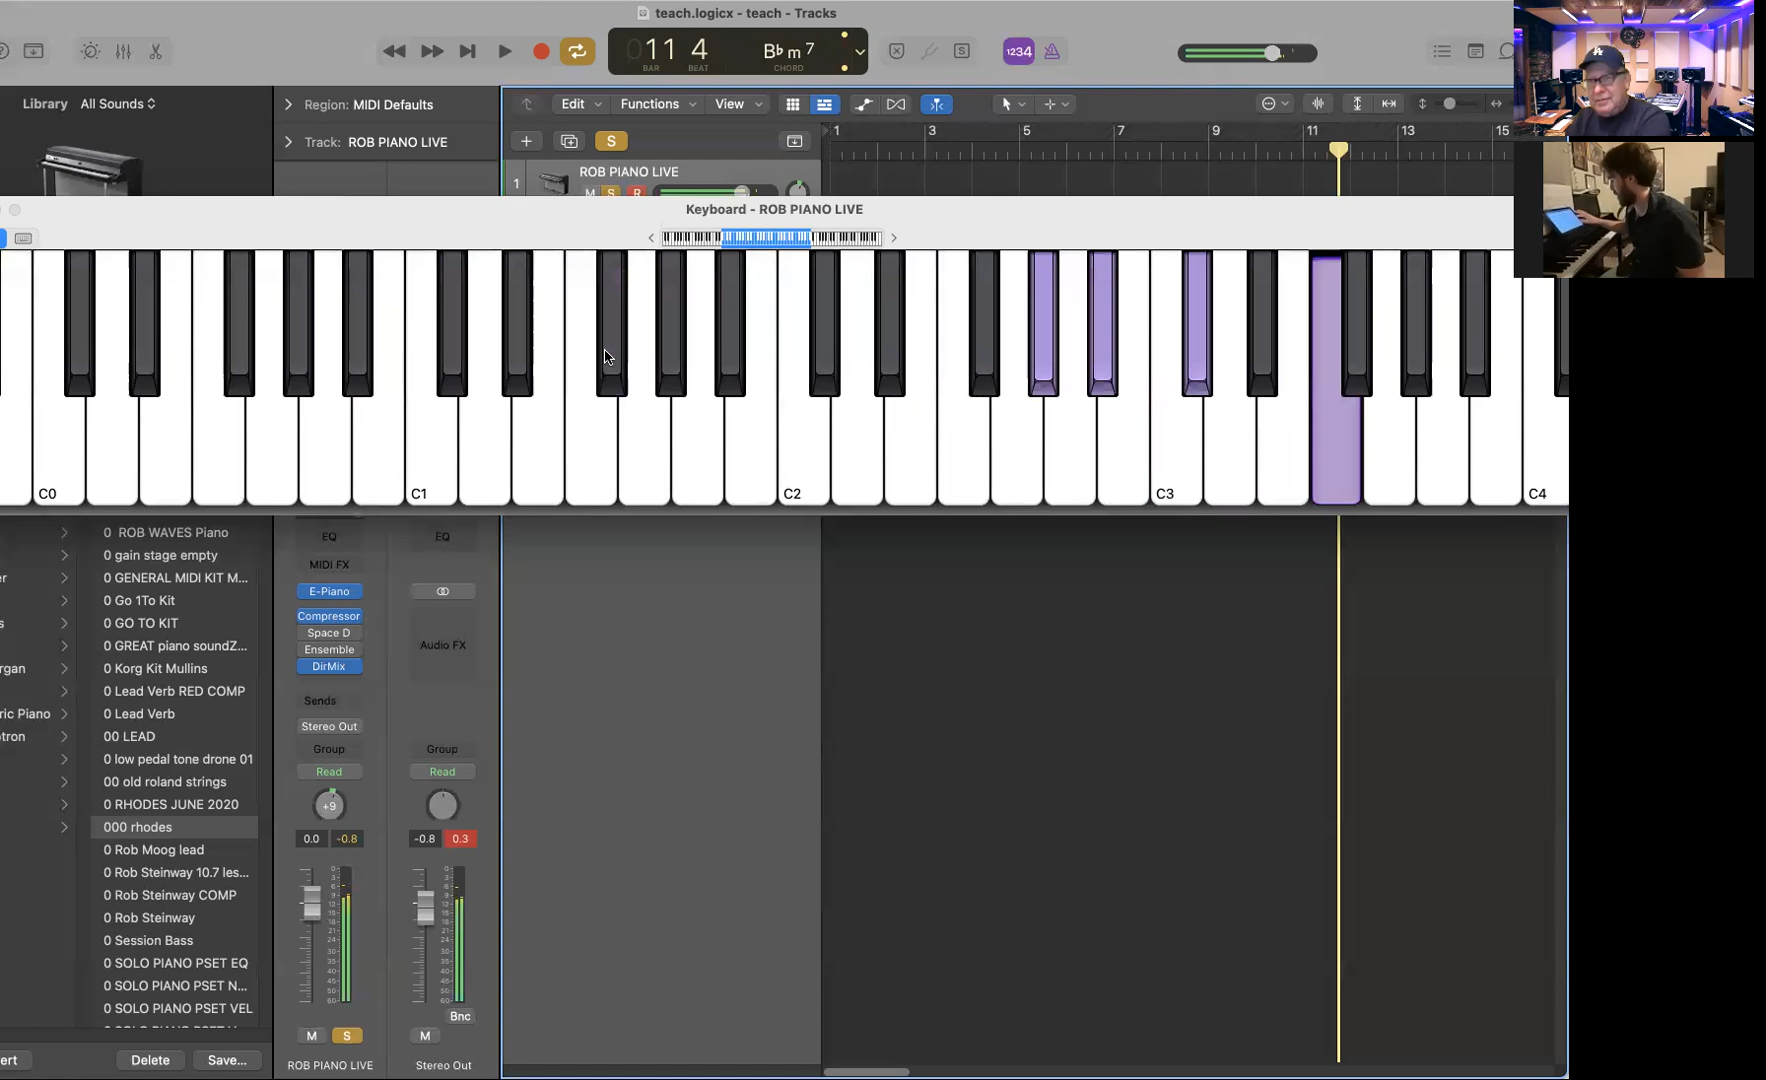 teach.logicx - teach - Tracks
11 4
BAR BEAT
B♭ m 7
CHORD
S
1234
Library All Sounds
Region: MIDI Defaults
Track: ROB PIANO LIVE
Edit Functions View
S
1 3 5 7 9 11 13 15
1 ROB PIANO LIVE
M S R
Keyboard - ROB PIANO LIVE
C0 C1 C2 C3 C4
0 ROB WAVES Piano
0 gain stage empty
0 GENERAL MIDI KIT M...
0 Go 1To Kit
0 GO TO KIT
0 GREAT piano soundZ...
0 Korg Kit Mullins
0 Lead Verb RED COMP
0 Lead Verb
00 LEAD
0 low pedal tone drone 01
00 old roland strings
0 RHODES JUNE 2020
000 rhodes
0 Rob Moog lead
0 Rob Steinway 10.7 les...
0 Rob Steinway COMP
0 Rob Steinway
0 Session Bass
0 SOLO PIANO PSET EQ
0 SOLO PIANO PSET N...
0 SOLO PIANO PSET VEL
er
s
rgan
ric Piano
tron
ert
Delete Save...
EQ
MIDI FX
E-Piano
Compressor
Space D
Ensemble
DirMix
Sends
Stereo Out
Group
Read
+9
0.0 -0.8
M S
ROB PIANO LIVE
EQ
Audio FX
Group
Read
-0.8 0.3
Bnc
M
Stereo Out